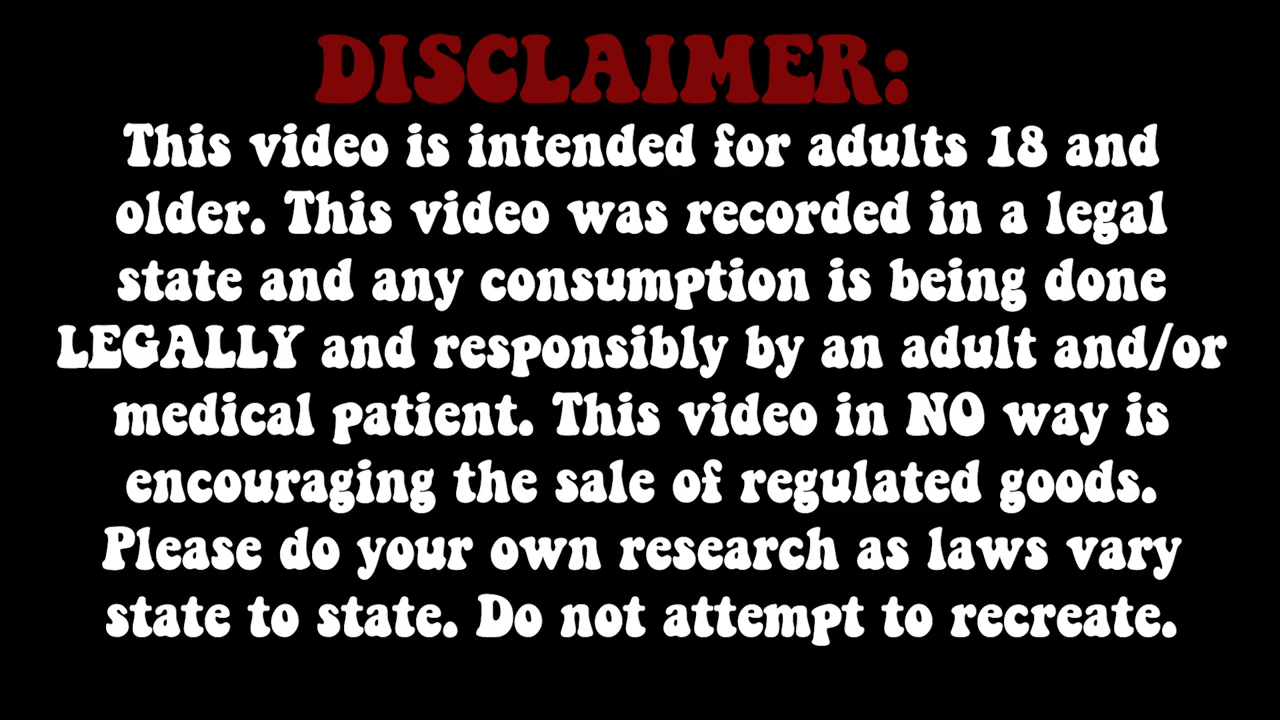 DISCLAIMER:
This video is intended for adults 18 and
older. This video was recorded in a legal
state and any consumption is being done
LEGALLY and responsibly by an adult and/or
medical patient. This video in NO way is
encouraging the sale of regulated goods.
Please do your own research as laws vary
state to state. Do not attempt to recreate.